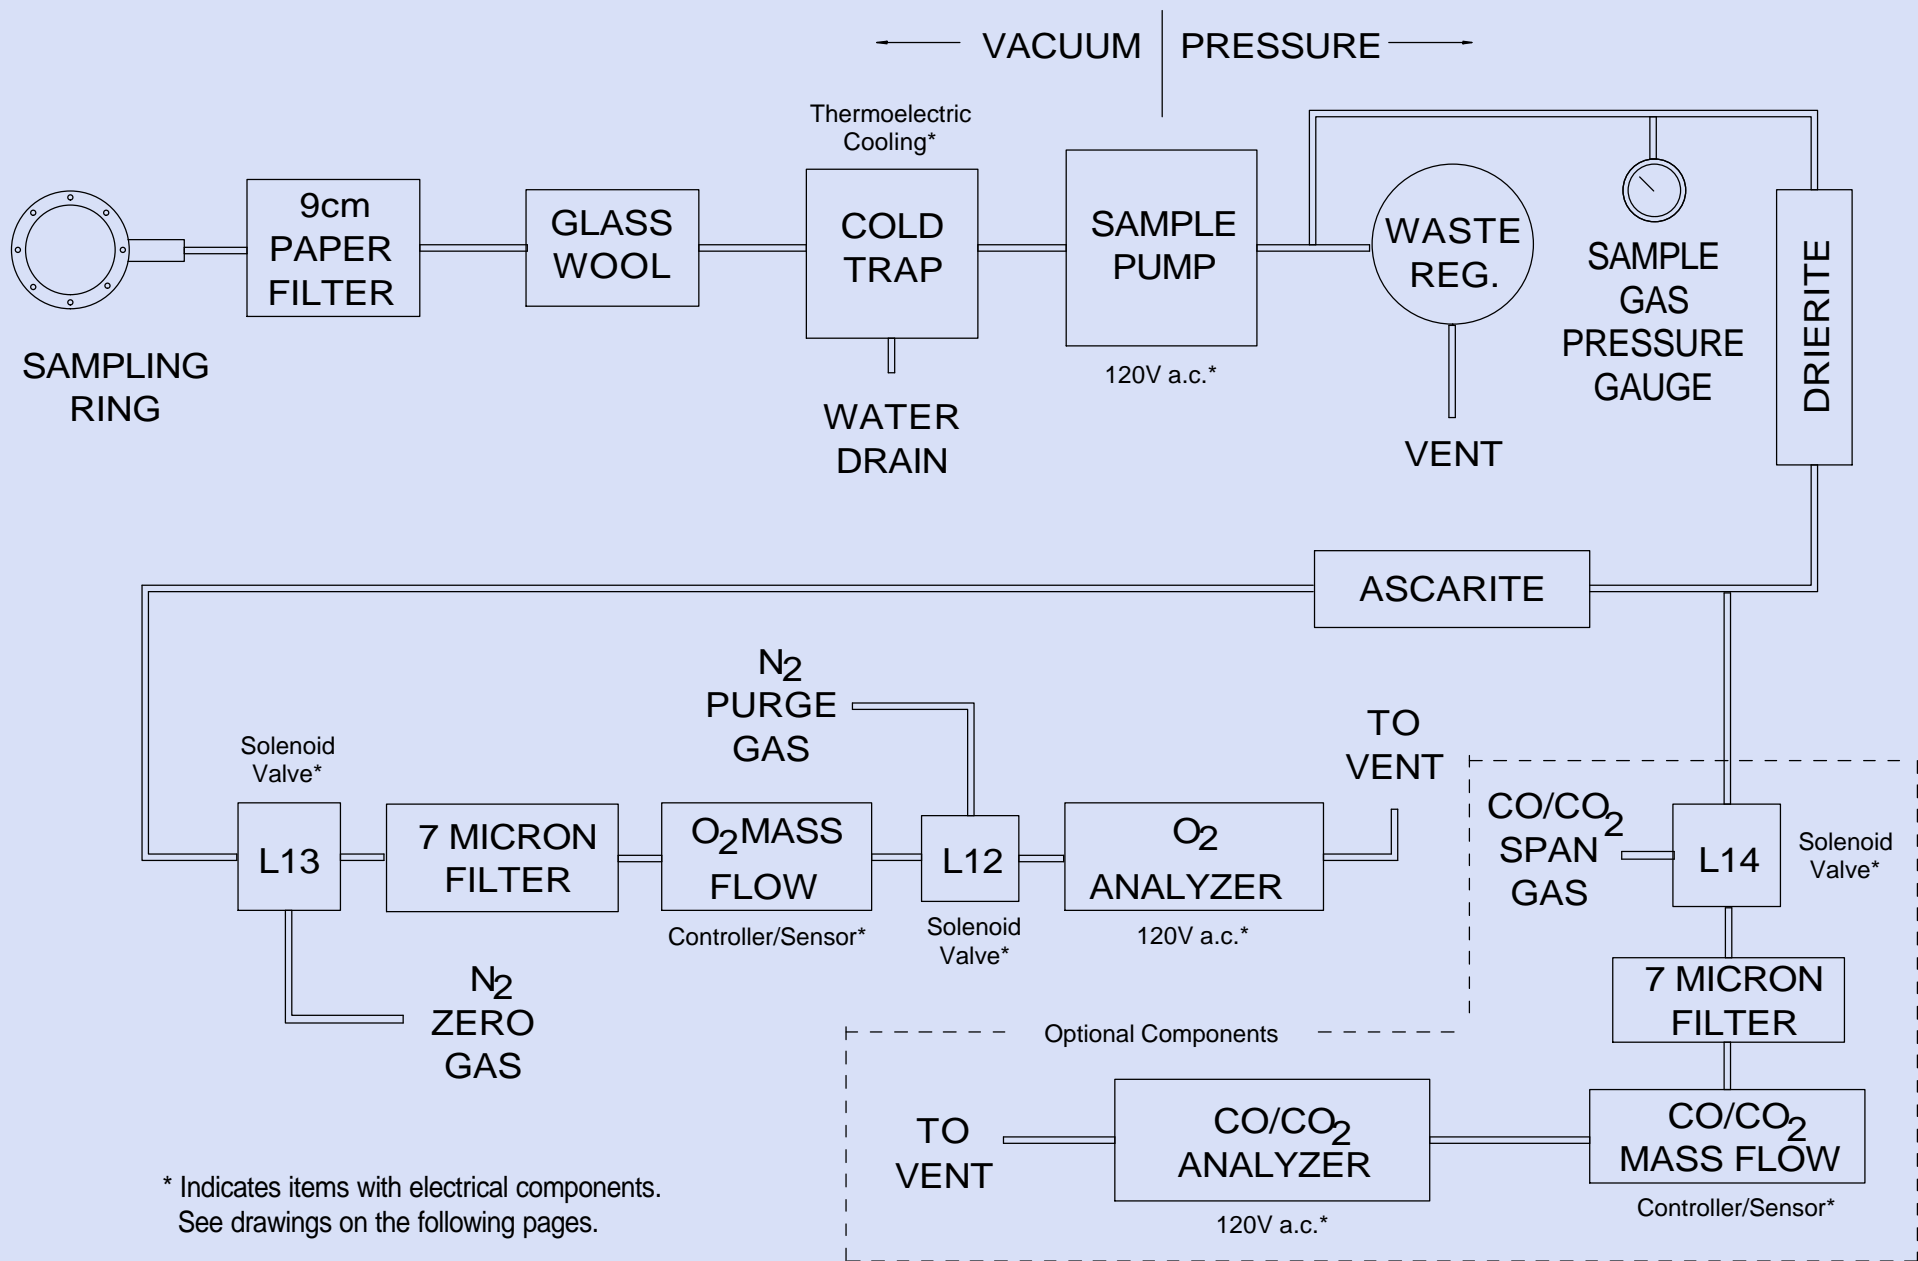 VACUUM
PRESSURE
Thermoelectric
Cooling*
SAMPLING
RING
9cm
PAPER
FILTER
GLASS
WOOL
COLD
TRAP
WATER
DRAIN
SAMPLE
PUMP
120V a.c.*
WASTE
REG.
VENT
SAMPLE
GAS
PRESSURE
GAUGE
DRIERITE
ASCARITE
Solenoid
Valve*
L13
N2
ZERO
GAS
7 MICRON
FILTER
O2 MASS
FLOW
Controller/Sensor*
N2
PURGE
GAS
L12
Solenoid
Valve*
O2
ANALYZER
120V a.c.*
TO
VENT
CO/CO2
SPAN
GAS
L14
Solenoid
Valve*
7 MICRON
FILTER
CO/CO2
MASS FLOW
Controller/Sensor*
Optional Components
CO/CO2
ANALYZER
120V a.c.*
TO
VENT
* Indicates items with electrical components.
See drawings on the following pages.